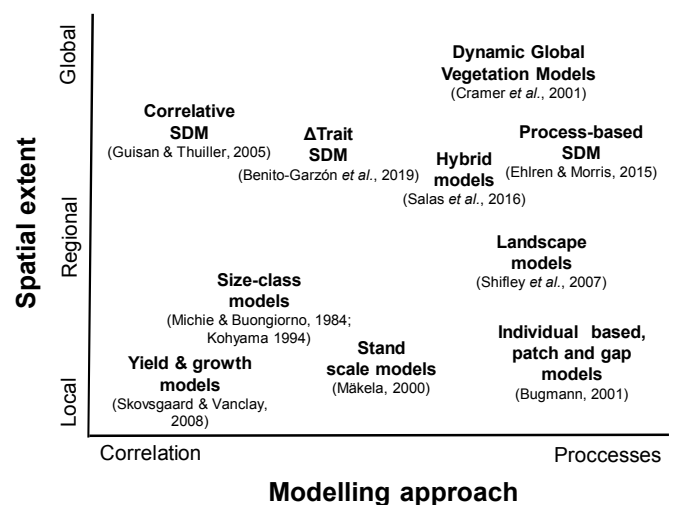 Spatial extent
Global
Regional
Local
Dynamic Global
Vegetation Models
(Cramer et al., 2001)
Correlative
SDM
(Guisan & Thuiller, 2005)
ΔTrait
SDM
(Benito-Garzón et al., 2019)
Process-based
SDM
(Ehlren & Morris, 2015)
Hybrid
models
(Salas et al., 2016)
Landscape
models
(Shifley et al., 2007)
Size-class
models
(Michie & Buongiorno, 1984;
Kohyama 1994)
Individual based,
patch and gap
models
(Bugmann, 2001)
Stand
scale models
(Mäkela, 2000)
Yield & growth
models
(Skovsgaard & Vanclay,
2008)
Correlation
Proccesses
Modelling approach